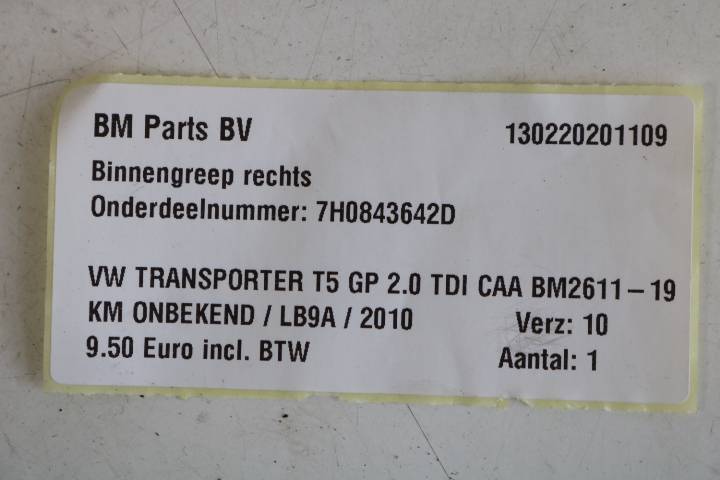 BM Parts BV 130220201109
Binnengreep rechts
Onderdeelnummer: 7H0843642D
VW TRANSPORTER T5 GP 2.0 TDI CAA BM2611-19
KM ONBEKEND / LB9A / 2010 Verz: 10
9.50 Euro incl. BTW Aantal: 1